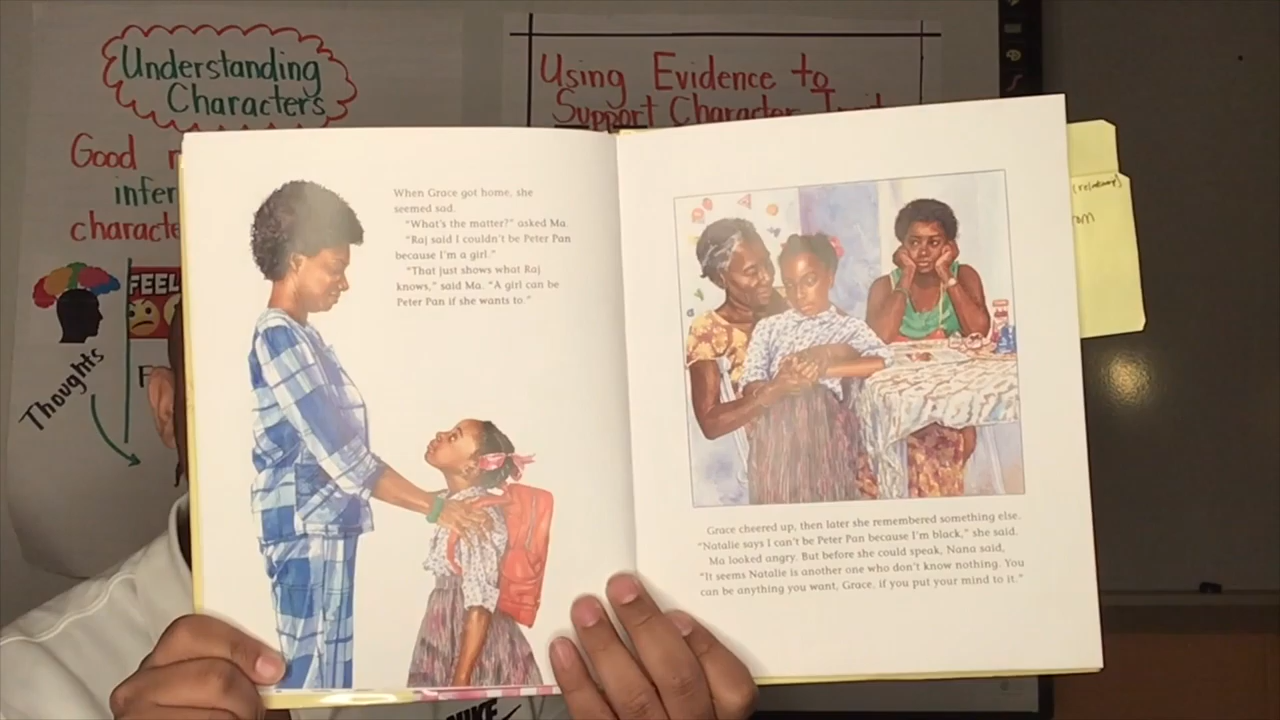 Understanding
Characters
Good
infer
characte
Thoughts
FEEL
F
Using Evidence to
Support Character Trait
When Grace got home, she
seemed sad.
"What's the matter?" asked Ma.
"Raj said I couldn't be Peter Pan
because I'm a girl."
"That just shows what Raj
knows," said Ma. "A girl can be
Peter Pan if she wants to."
Grace cheered up, then later she remembered something else.
"Natalie says I can't be Peter Pan because I'm black," she said.
Ma looked angry. But before she could speak, Nana said,
"It seems Natalie is another one who don't know nothing. You
can be anything you want, Grace, if you put your mind to it."
om
NIKE